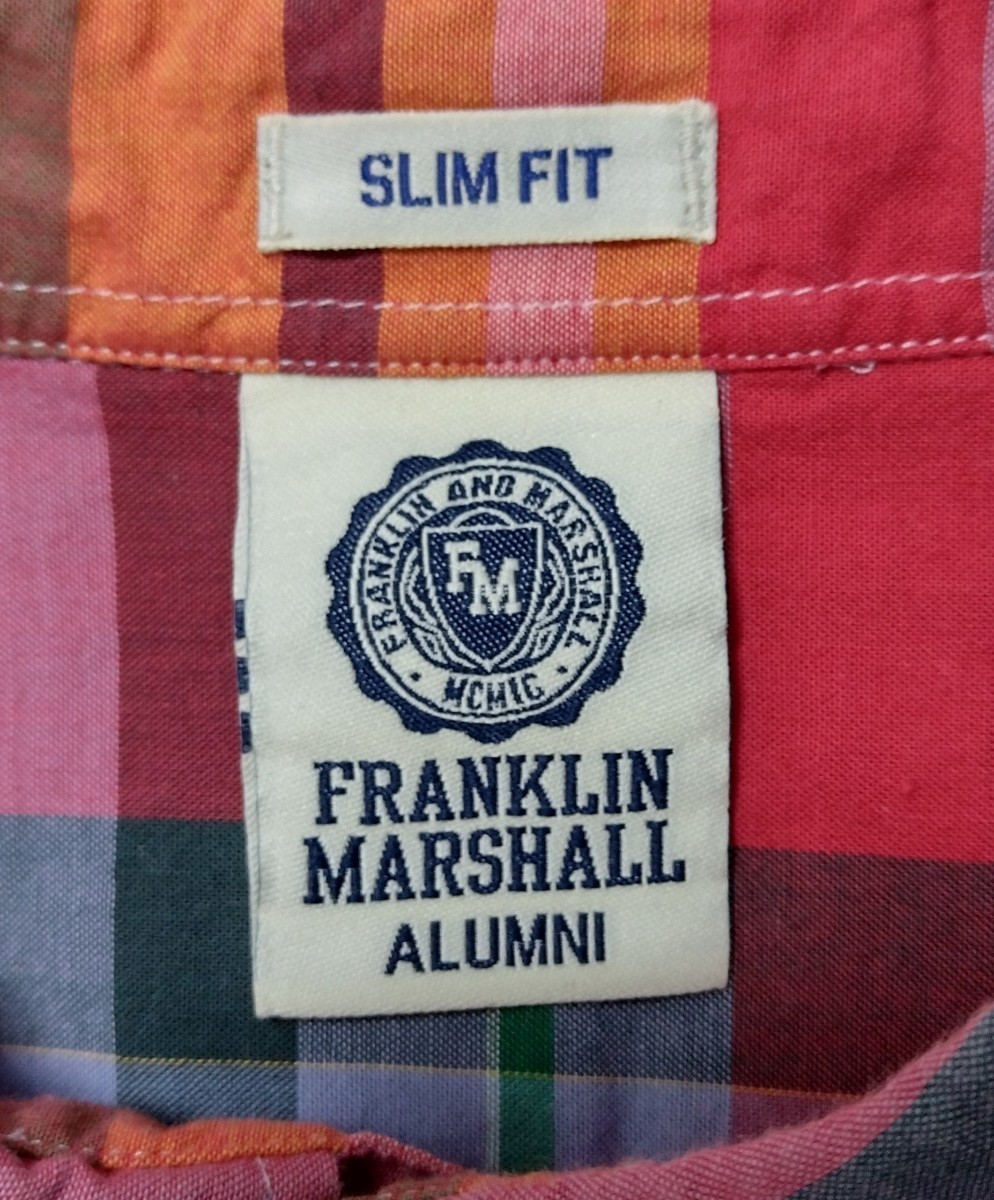 SLIM FIT
FRANKLIN AND MARSHALL
FM
MCMIC
FRANKLIN
MARSHALL
ALUMNI